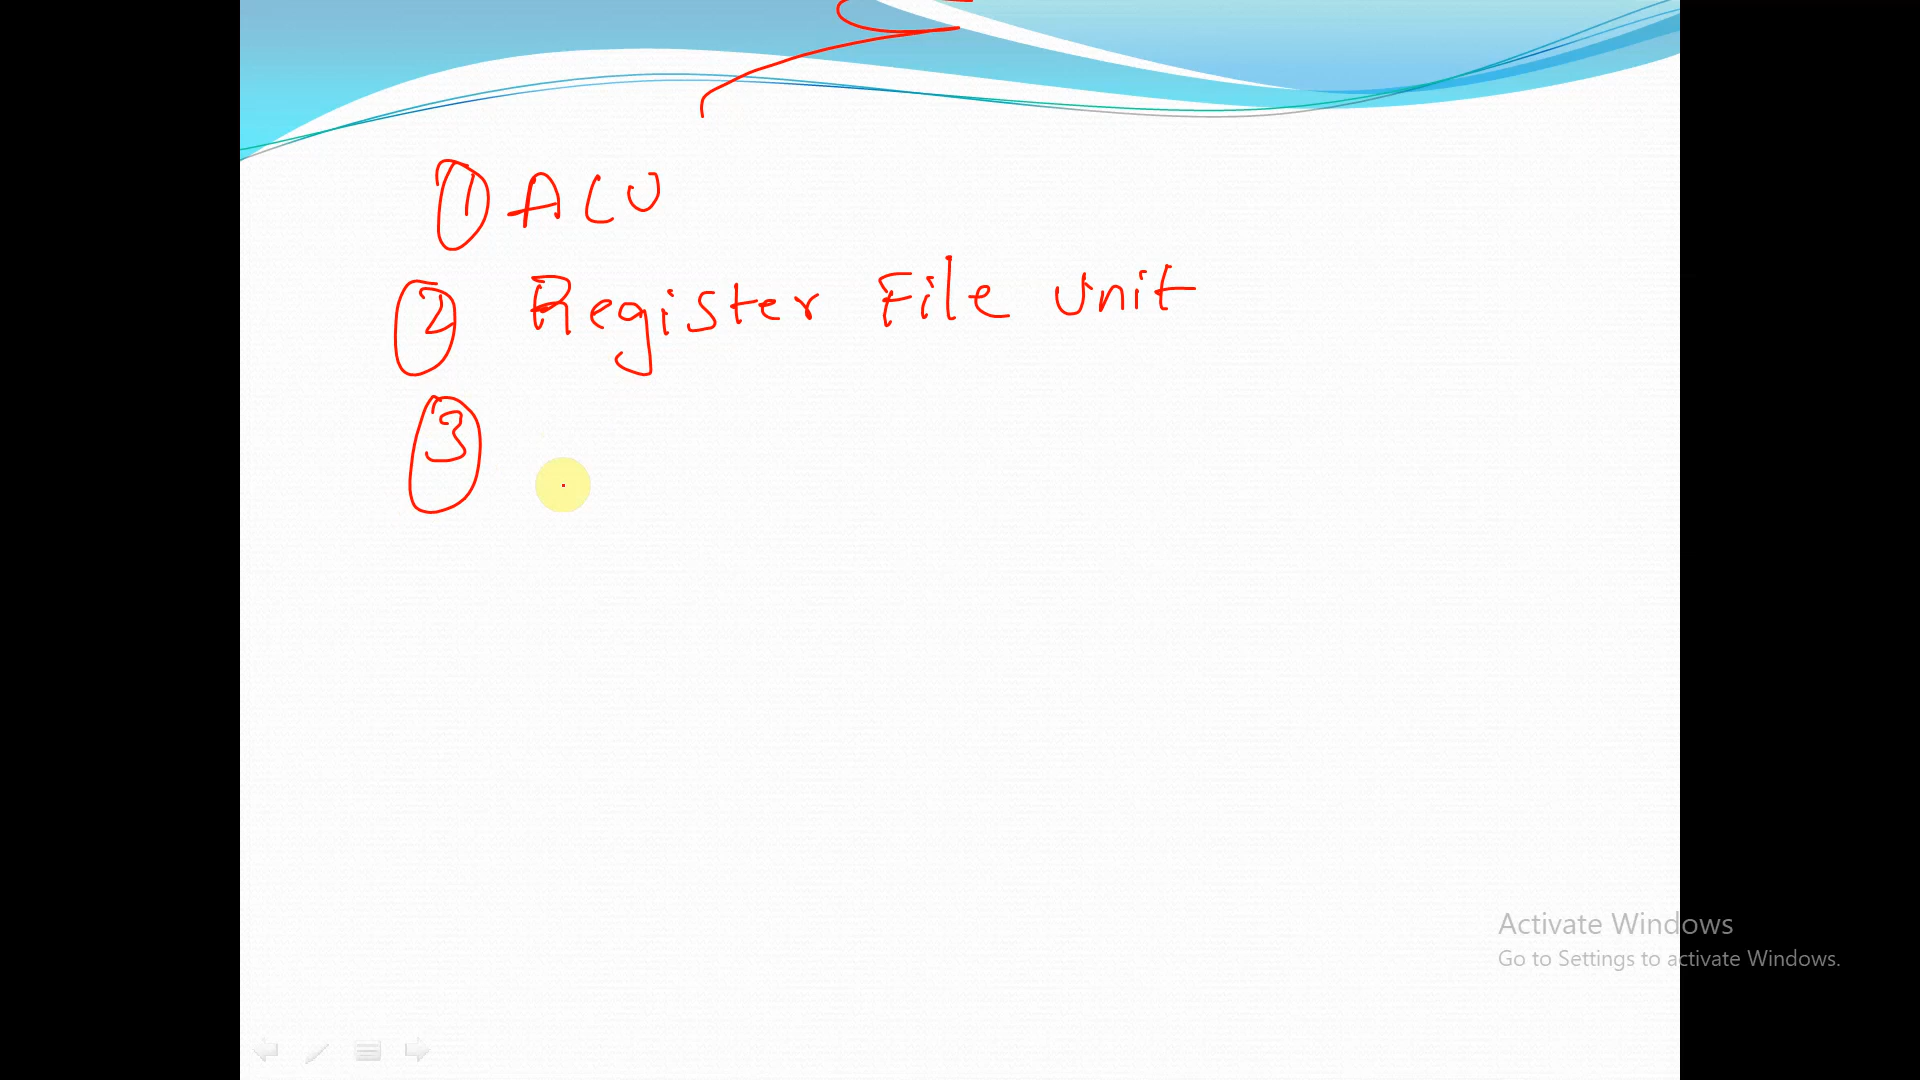 ① ALU
② Register File Unit
③
Activate Windows
Go to Settings to activate Windows.